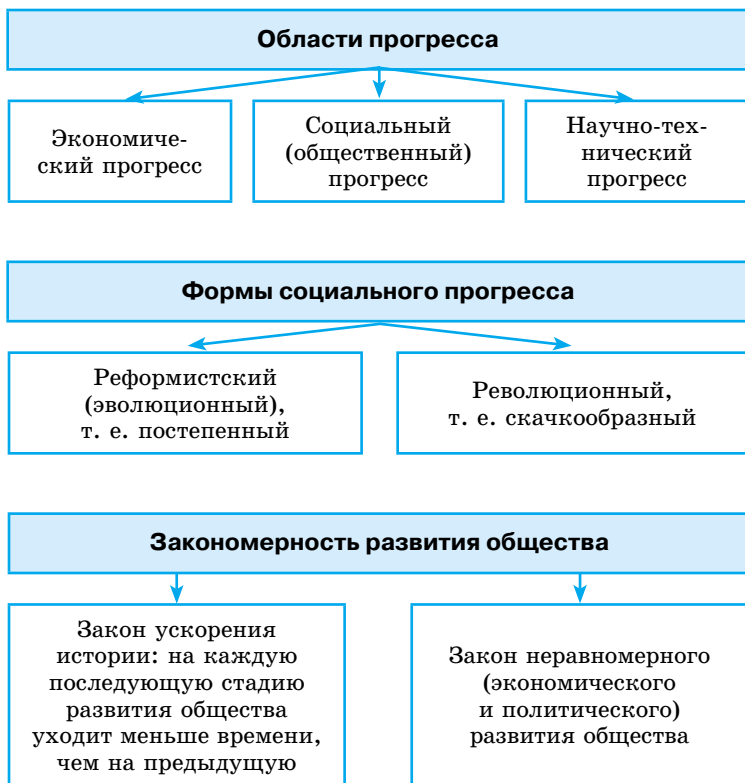 Области прогресса
Экономиче-
ский прогресс
Социальный
(общественный)
прогресс
Научно-тех-
нический
прогресс
Формы социального прогресса
Реформистский
(эволюционный),
т. е. постепенный
Революционный,
т. е. скачкообразный
Закономерность развития общества
Закон ускорения
истории: на каждую
последующую стадию
развития общества
уходит меньше времени,
чем на предыдущую
Закон неравномерного
(экономического
и политического)
развития общества